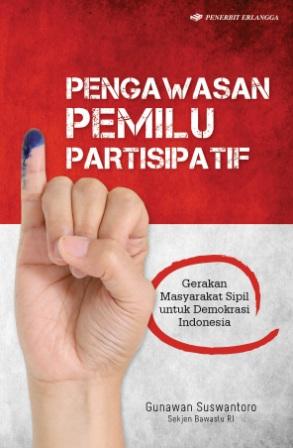 PENERBIT ERLANGGA
PENGAWASAN
PEMILU
PARTISIPATIF
Gerakan
Masyarakat Sipil
untuk Demokrasi
Indonesia
Gunawan Suswantoro
Sekjen Bawaslu RI